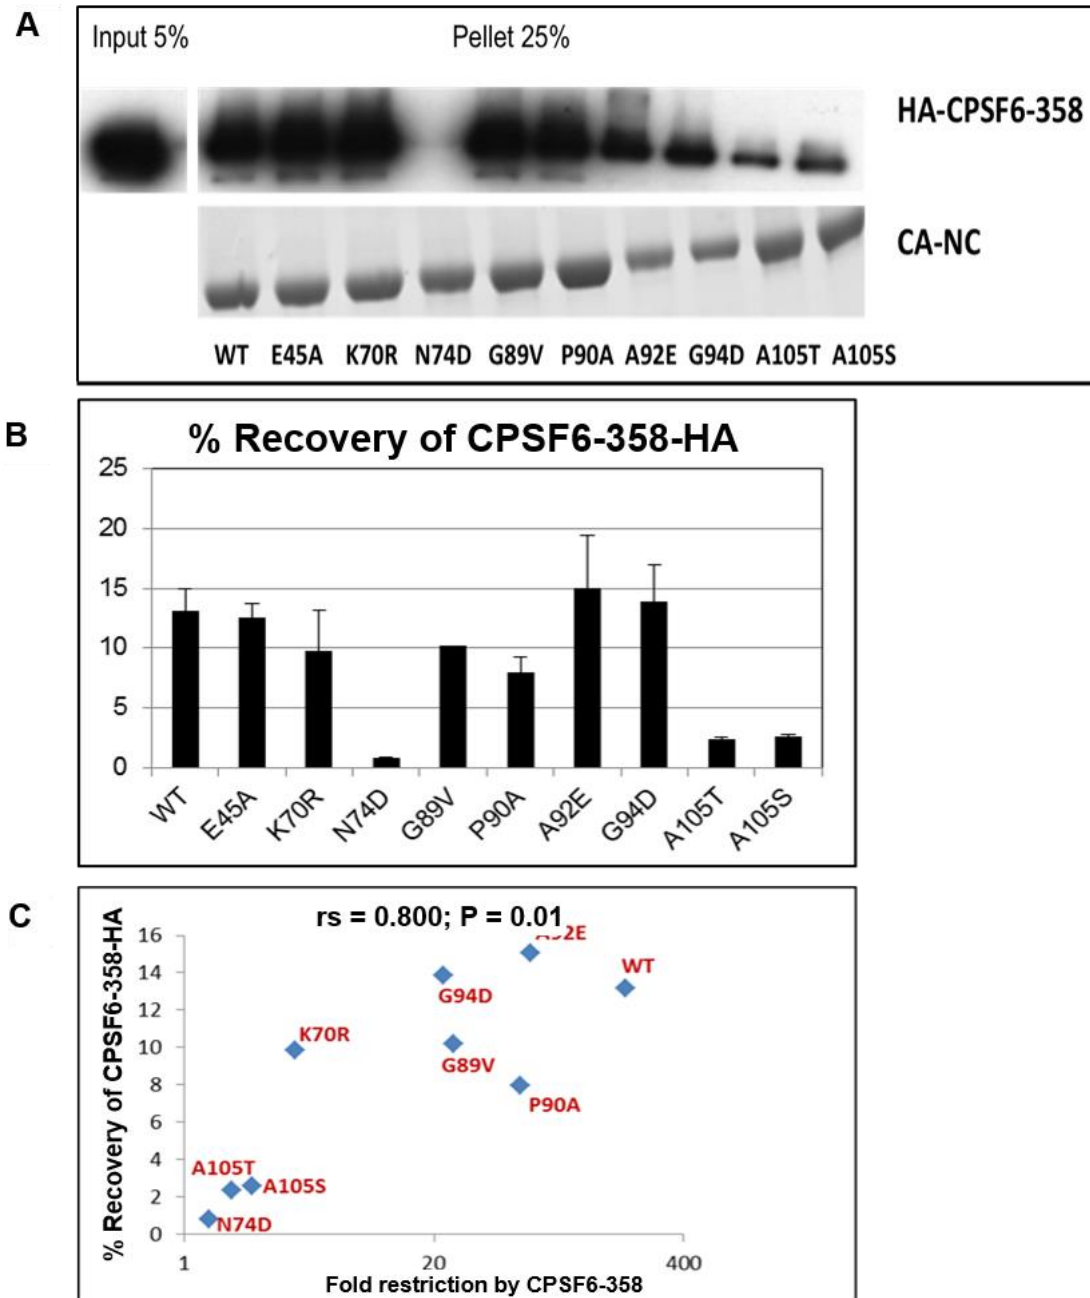 A
Input 5% Pellet 25%
HA-CPSF6-358
CA-NC
WT E45A K70R N74D G89V P90A A92E G94D A105T A105S
B
% Recovery of CPSF6-358-HA
25
20
15
10
5
0
WT E45A K70R N74D G89V P90A A92E G94D A105T A105S
C
rs = 0.800; P = 0.01
% Recovery of CPSF6-358-HA
16
14
12
10
8
6
4
2
0
A92E
WT
G94D
K70R
G89V
P90A
A105T
A105S
N74D
1 20 400
Fold restriction by CPSF6-358